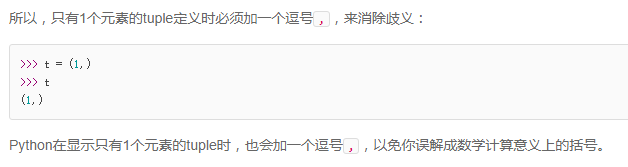 所以，只有1个元素的tuple定义时必须加一个逗号,，来消除歧义：
>>> t = (1,)
>>> t
(1,)
Python在显示只有1个元素的tuple时，也会加一个逗号,，以免你误解成数学计算意义上的括号。